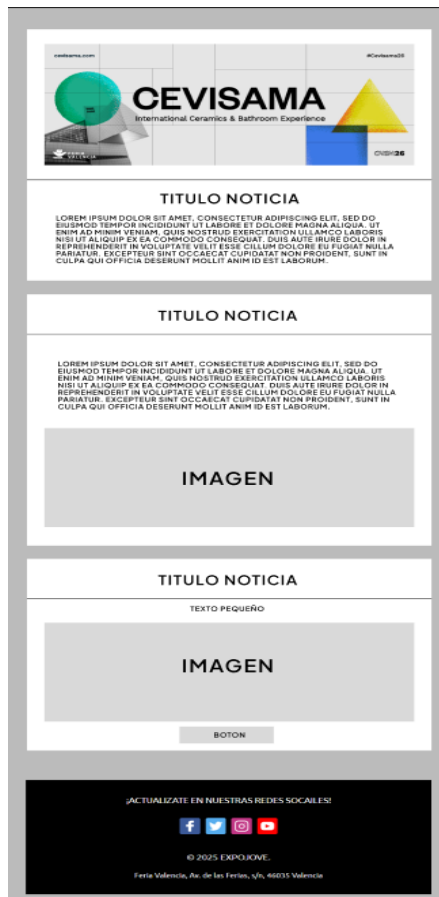 cevisama.com
#Cevisama26
CEVISAMA
International Ceramics & Bathroom Experience
FERIA
VALENCIA
CVSM26
TITULO NOTICIA
LOREM IPSUM DOLOR SIT AMET, CONSECTETUR ADIPISCING ELIT, SED DO
EIUSMOD TEMPOR INCIDIDUNT UT LABORE ET DOLORE MAGNA ALIQUA. UT
ENIM AD MINIM VENIAM, QUIS NOSTRUD EXERCITATION ULLAMCO LABORIS
NISI UT ALIQUIP EX EA COMMODO CONSEQUAT. DUIS AUTE IRURE DOLOR IN
REPREHENDERIT IN VOLUPTATE VELIT ESSE CILLUM DOLORE EU FUGIAT NULLA
PARIATUR. EXCEPTEUR SINT OCCAECAT CUPIDATAT NON PROIDENT, SUNT IN
CULPA QUI OFFICIA DESERUNT MOLLIT ANIM ID EST LABORUM.
TITULO NOTICIA
LOREM IPSUM DOLOR SIT AMET, CONSECTETUR ADIPISCING ELIT, SED DO
EIUSMOD TEMPOR INCIDIDUNT UT LABORE ET DOLORE MAGNA ALIQUA. UT
ENIM AD MINIM VENIAM, QUIS NOSTRUD EXERCITATION ULLAMCO LABORIS
NISI UT ALIQUIP EX EA COMMODO CONSEQUAT. DUIS AUTE IRURE DOLOR IN
REPREHENDERIT IN VOLUPTATE VELIT ESSE CILLUM DOLORE EU FUGIAT NULLA
PARIATUR. EXCEPTEUR SINT OCCAECAT CUPIDATAT NON PROIDENT, SUNT IN
CULPA QUI OFFICIA DESERUNT MOLLIT ANIM ID EST LABORUM.
IMAGEN
TITULO NOTICIA
TEXTO PEQUEÑO
IMAGEN
BOTON
¡ACTUALIZATE EN NUESTRAS REDES SOCAILES!
© 2025 EXPOJOVE.
Feria Valencia, Av. de las Ferias, s/n, 46035 Valencia